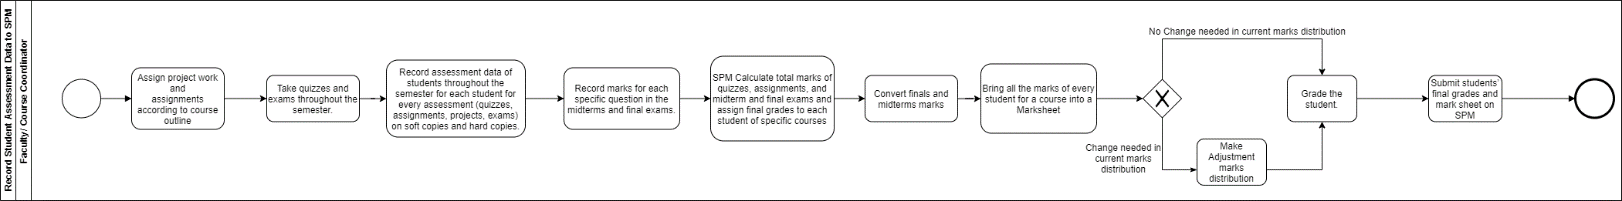 Record Student Assessment Data to SPM
Faculty/ Course Coordinator
Assign project work
and
assignments
according to course
outline
Take quizzes and
exams throughout the
semester.
Record assessment data of
students throughout the
semester for each student for
every assessment (quizzes,
assignments, projects, exams)
on soft copies and hard copies.
Record marks for each
specific question in the
midterms and final exams.
SPM Calculate total marks of
quizzes, assignments, and
midterm and final exams and
assign final grades to each
student of specific courses
Convert finals and
midterms marks
Bring all the marks of every
student for a course into a
Marksheet
No Change needed in current marks distribution
Change needed in
current marks
distribution
Make
Adjustment
marks
distribution
Grade the
student.
Submit students'
final grades and
mark sheet on
SPM